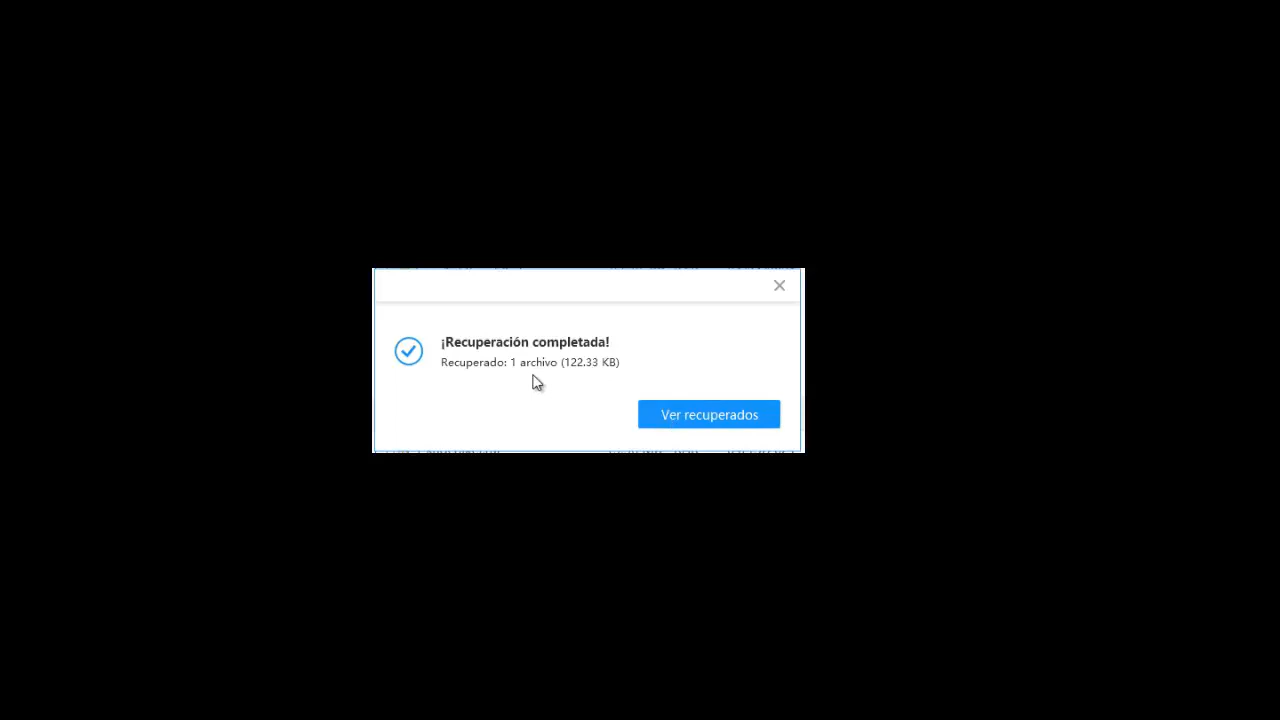 ¡Recuperación completada!
Recuperado: 1 archivo (122.33 KB)
Ver recuperados